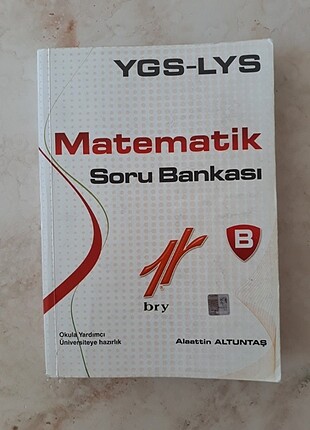 YGS-LYS
Matematik
Soru Bankası
B
bry
Okula Yardımcı
Üniversiteye hazırlık
Alaattin ALTUNTAŞ